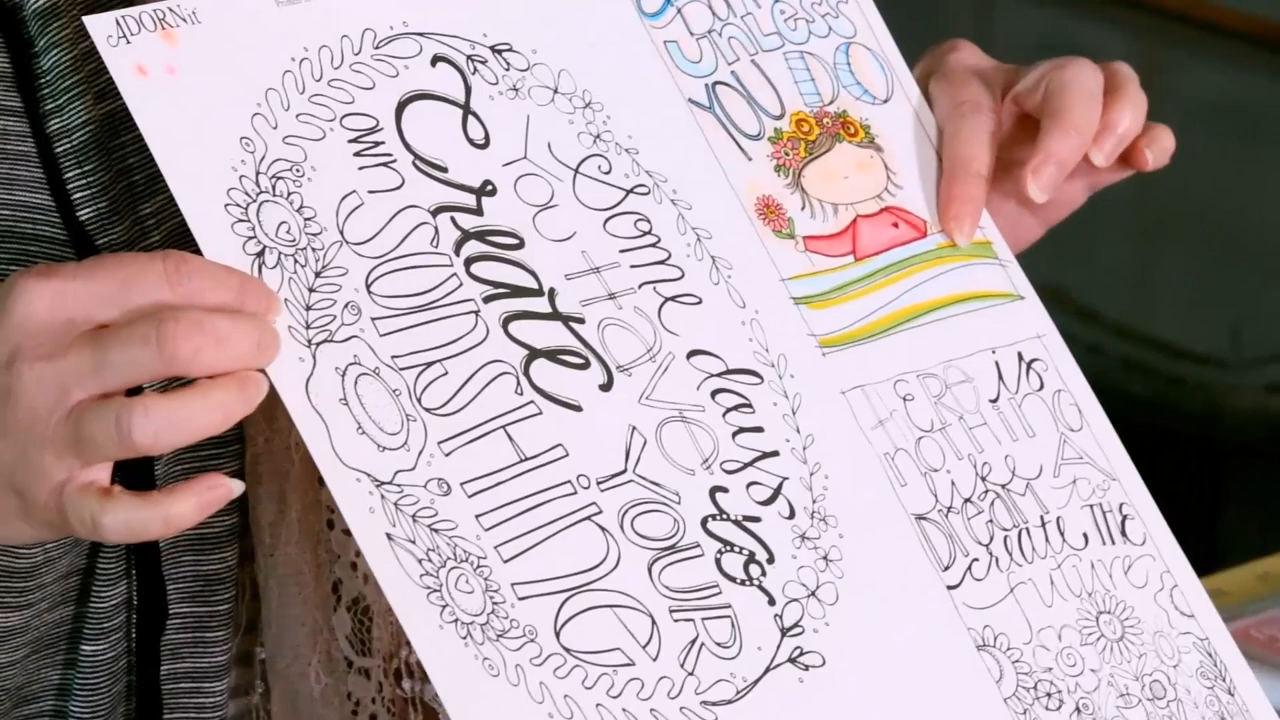 ADORNit
Some days
You Have to
Create YOUR
own SUNSHINE
UNLESS
YOU DO
THERE is
nothing
like A
DREAM to
create THE
future